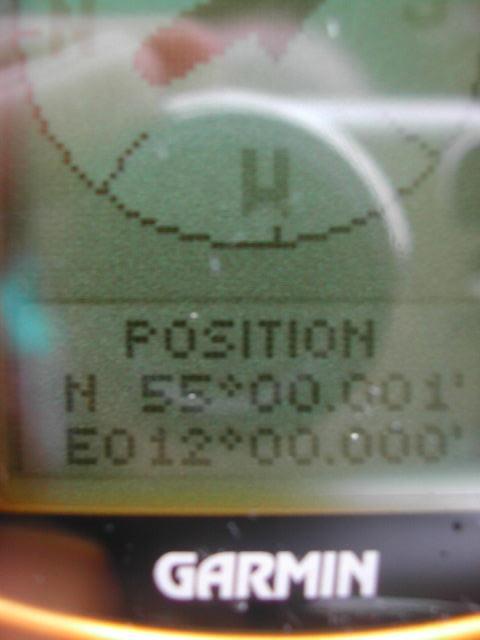 W
POSITION
N 55°00.001'
E012°00.000'
GARMIN